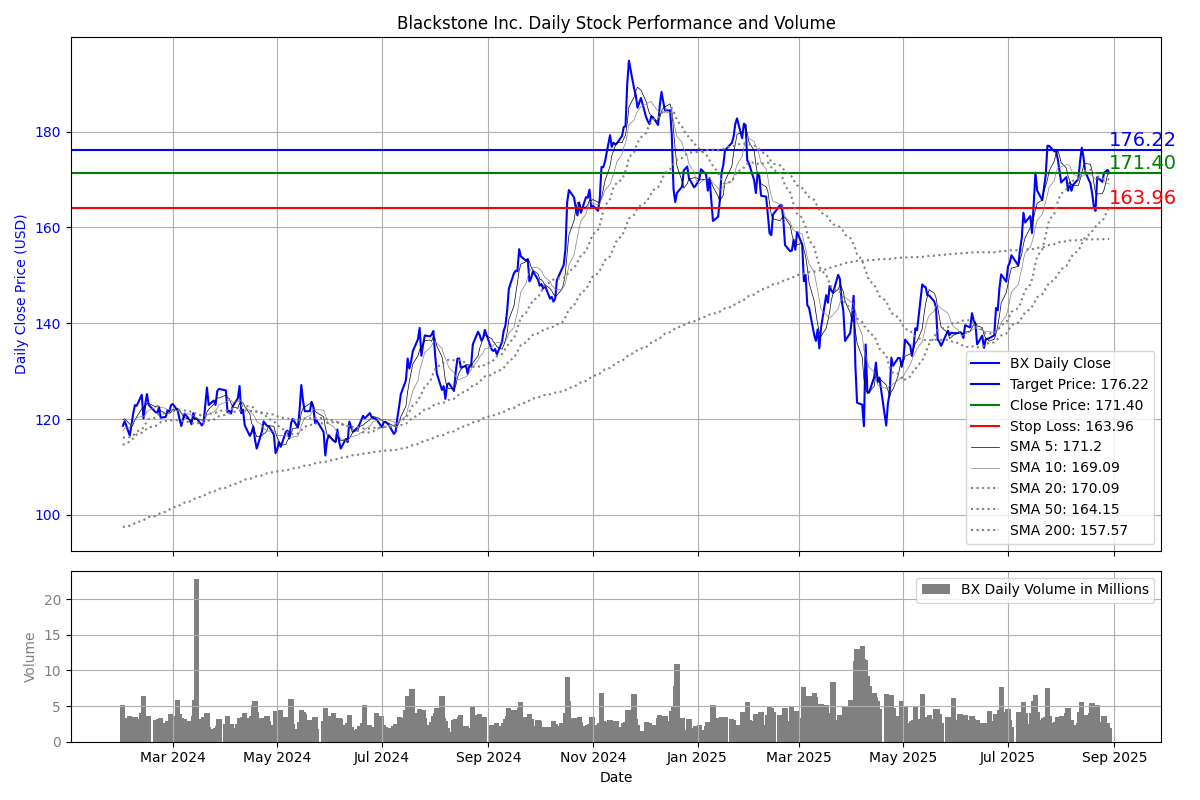 Blackstone Inc. Daily Stock Performance and Volume
Daily Close Price (USD)
180
160
140
120
100
176.22
171.40
163.96
BX Daily Close
Target Price: 176.22
Close Price: 171.40
Stop Loss: 163.96
SMA 5: 171.2
SMA 10: 169.09
SMA 20: 170.09
SMA 50: 164.15
SMA 200: 157.57
Volume
20
15
10
5
0
BX Daily Volume in Millions
Mar 2024 May 2024 Jul 2024 Sep 2024 Nov 2024 Jan 2025 Mar 2025 May 2025 Jul 2025 Sep 2025
Date